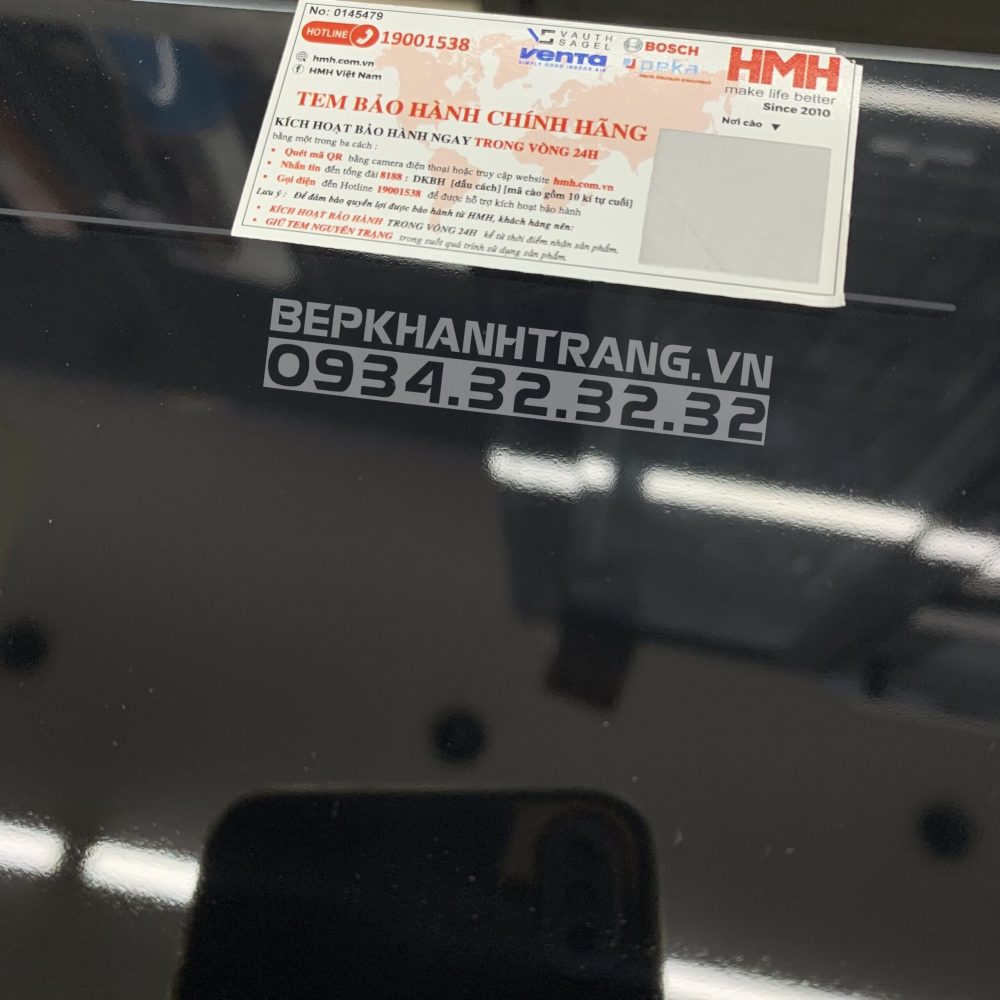 No: 0145479
HOTLINE 19001538
hmh.com.vn
HMH Việt Nam
VAUTH SAGEL
venta
SIMPLY GOOD INDOOR AIR
BOSCH
peka
HMH
make life better
Since 2010
Nơi cào ▼
TEM BẢO HÀNH CHÍNH HÃNG
KÍCH HOẠT BẢO HÀNH NGAY TRONG VÒNG 24H
bằng một trong ba cách :
• Quét mã QR bằng camera điện thoại hoặc truy cập website hmh.com.vn
• Nhắn tin đến tổng đài 8188 : DKBH [dấu cách] [mã cào gồm 10 kí tự cuối]
• Gọi điện đến Hotline 19001538 để được hỗ trợ kích hoạt bảo hành
Lưu ý : Để đảm bảo quyền lợi được bảo hành từ HMH, khách hàng nên:
• KÍCH HOẠT BẢO HÀNH TRONG VÒNG 24H kể từ thời điểm nhận sản phẩm.
• GIỮ TEM NGUYÊN TRẠNG trong suốt quá trình sử dụng sản phẩm.
BEPKHANHTRANG.VN
0934.32.32.32